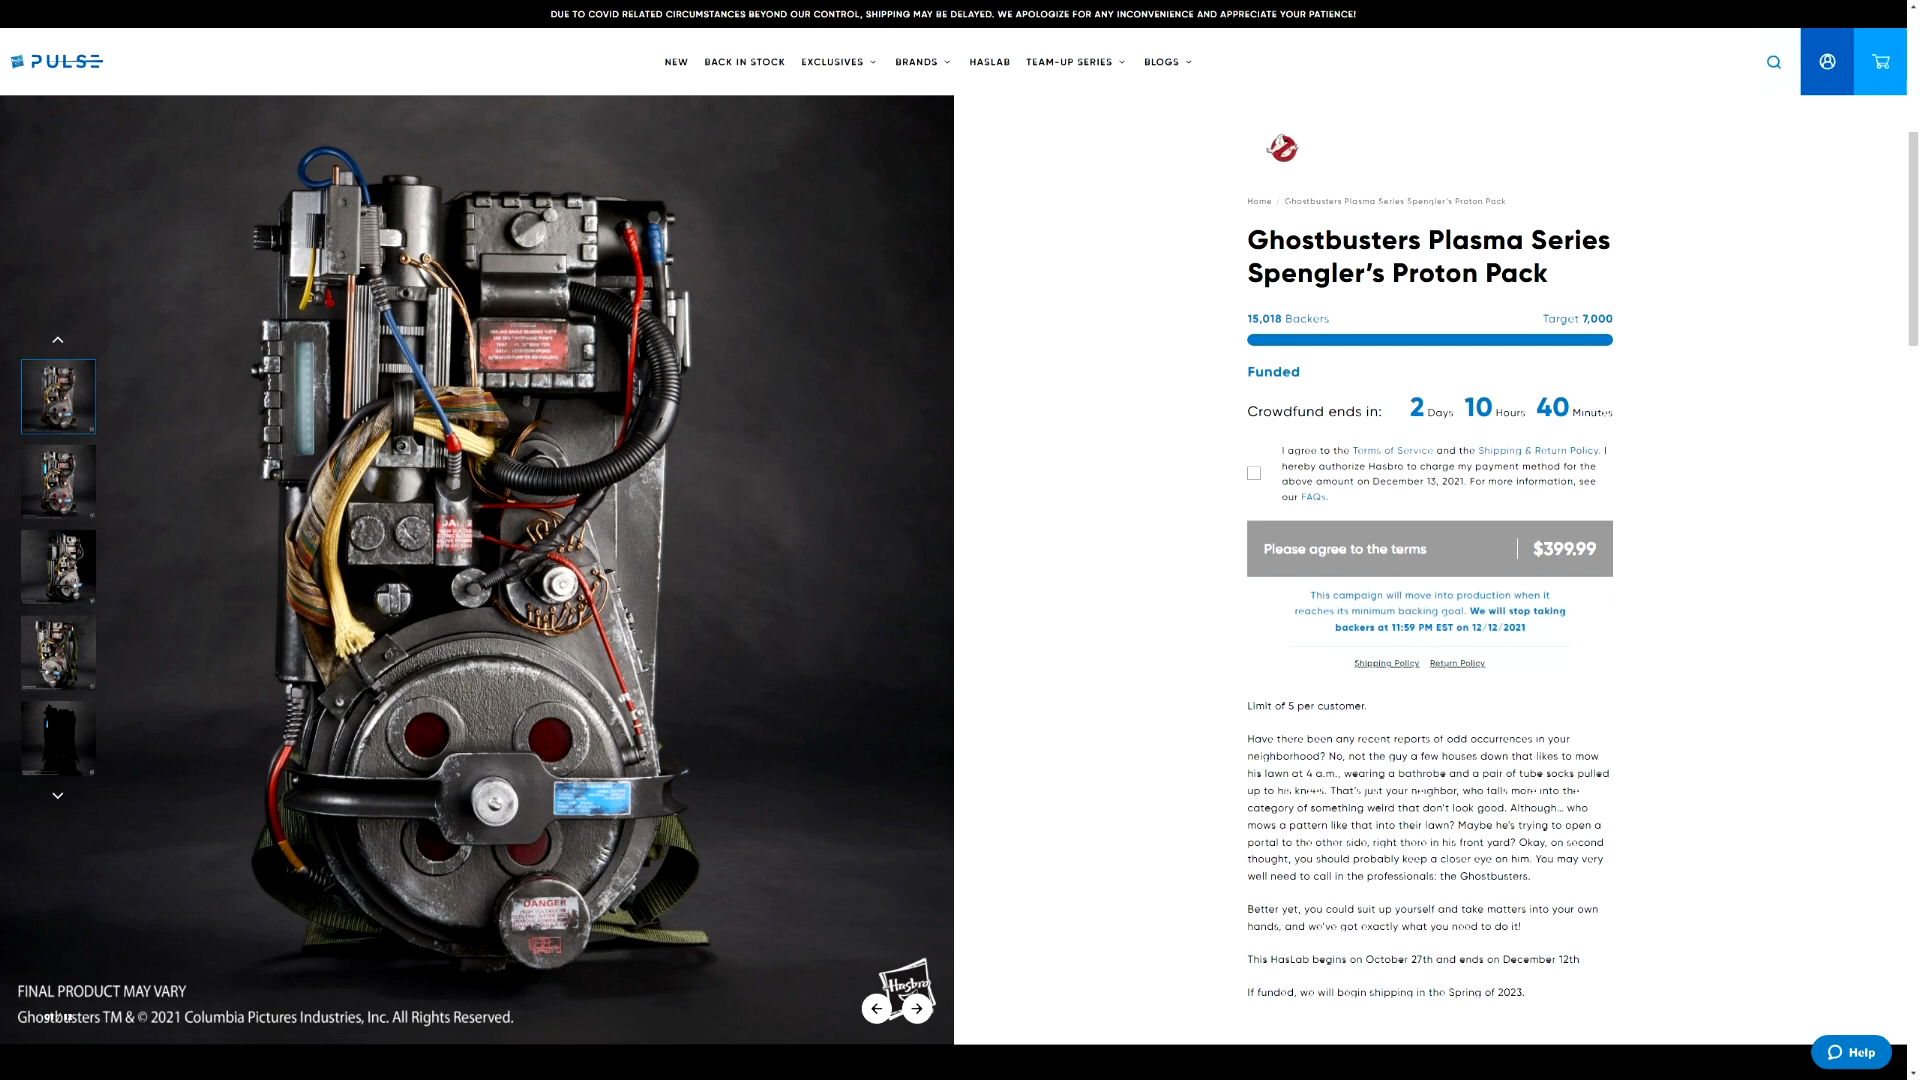 DUE TO COVID RELATED CIRCUMSTANCES BEYOND OUR CONTROL, SHIPPING MAY BE DELAYED. WE APOLOGIZE FOR ANY INCONVENIENCE AND APPRECIATE YOUR PATIENCE!
PULSE
NEW BACK IN STOCK EXCLUSIVES BRANDS HASLAB TEAM-UP SERIES BLOGS
Home / Ghostbusters Plasma Series Spengler's Proton Pack
Ghostbusters Plasma Series
Spengler's Proton Pack
15,018 Backers Target 7,000
Funded
Crowdfund ends in: 2 Days 10 Hours 40 Minutes
I agree to the Terms of Service and the Shipping & Return Policy. I
hereby authorize Hasbro to charge my payment method for the
above amount on December 13, 2021. For more information, see
our FAQs.
Please agree to the terms $399.99
This campaign will move into production when it
reaches its minimum backing goal. We will stop taking
backers at 11:59 PM EST on 12/12/2021
Shipping Policy Return Policy
Limit of 5 per customer.
Have there been any recent reports of odd occurrences in your
neighborhood? No, not the guy a few houses down that likes to mow
his lawn at 4 a.m., wearing a bathrobe and a pair of tube socks pulled
up to his knees. That's just your neighbor, who falls more into the
category of something weird that don't look good. Although... who
mows a pattern like that into their lawn? Maybe he's trying to open a
portal to the other side, right there in his front yard? Okay, on second
thought, you should probably keep a closer eye on him. You may very
well need to call in the professionals: the Ghostbusters.
Better yet, you could suit up yourself and take matters into your own
hands, and we've got exactly what you need to do it!
This HasLab begins on October 27th and ends on December 12th
If funded, we will begin shipping in the Spring of 2023.
DANGER
FINAL PRODUCT MAY VARY
Ghostbusters TM & © 2021 Columbia Pictures Industries, Inc. All Rights Reserved.
Hasbro
Help